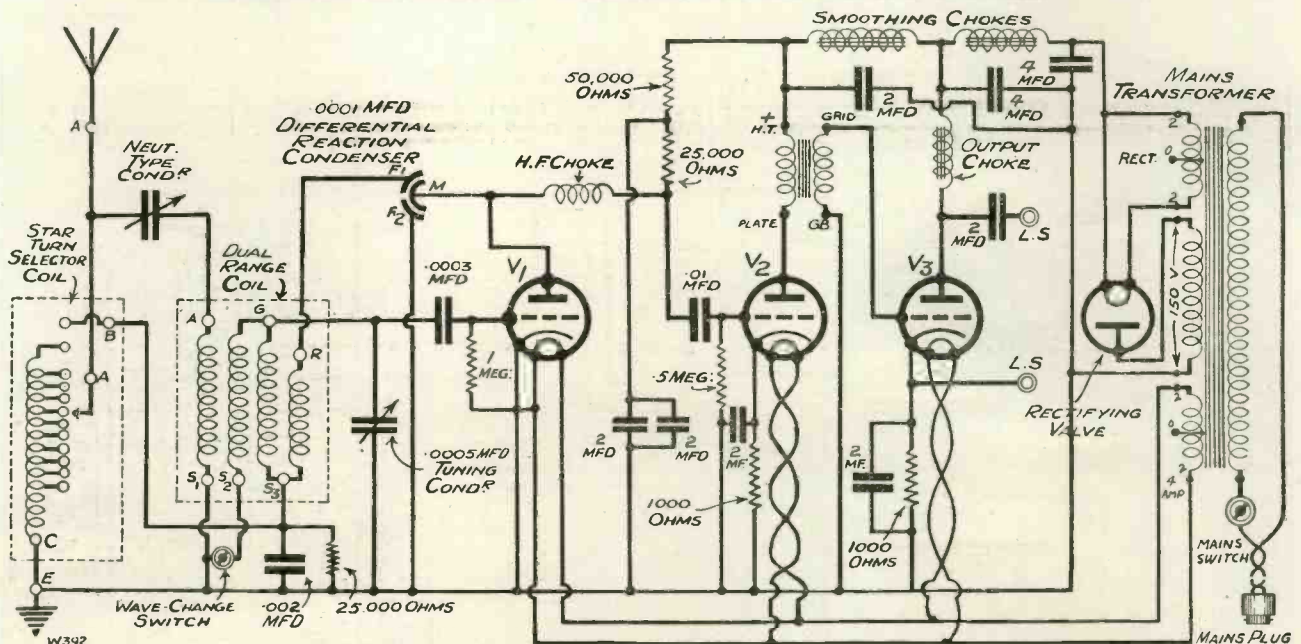 SMOOTHING CHOKES
50,000
OHMS
4
MFD
MAINS
TRANSFORMER
2
MFD
4
MFD
.0001 MFD
DIFFERENTIAL
REACTION
CONDENSER
F1
M
F2
H.F.CHOKE
25,000
OHMS
+
H.T.
GRID
PLATE
GB
OUTPUT
CHOKE
2
RECT.
0
2
A
NEUT.
TYPE
CONDR
2
MFD
L.S
STAR
TURN
SELECTOR
COIL
DUAL
RANGE
COIL
.0003
MFD
V1
.01
MFD
V2
V3
150 V
B
A
A
G
R
1
MEG.
.5 MEG.
L.S
RECTIFYING
VALVE
2
0
2
4
AMP
.0005 MFD
TUNING
CONDR
2
MFD
2
MFD
2
MF.
2
MF.
S1
S2
S3
1000
OHMS
1000
OHMS
C
E
MAINS
SWITCH
WAVE-CHANGE
SWITCH
.002
MFD
25.000 OHMS
W392
MAINS PLUG